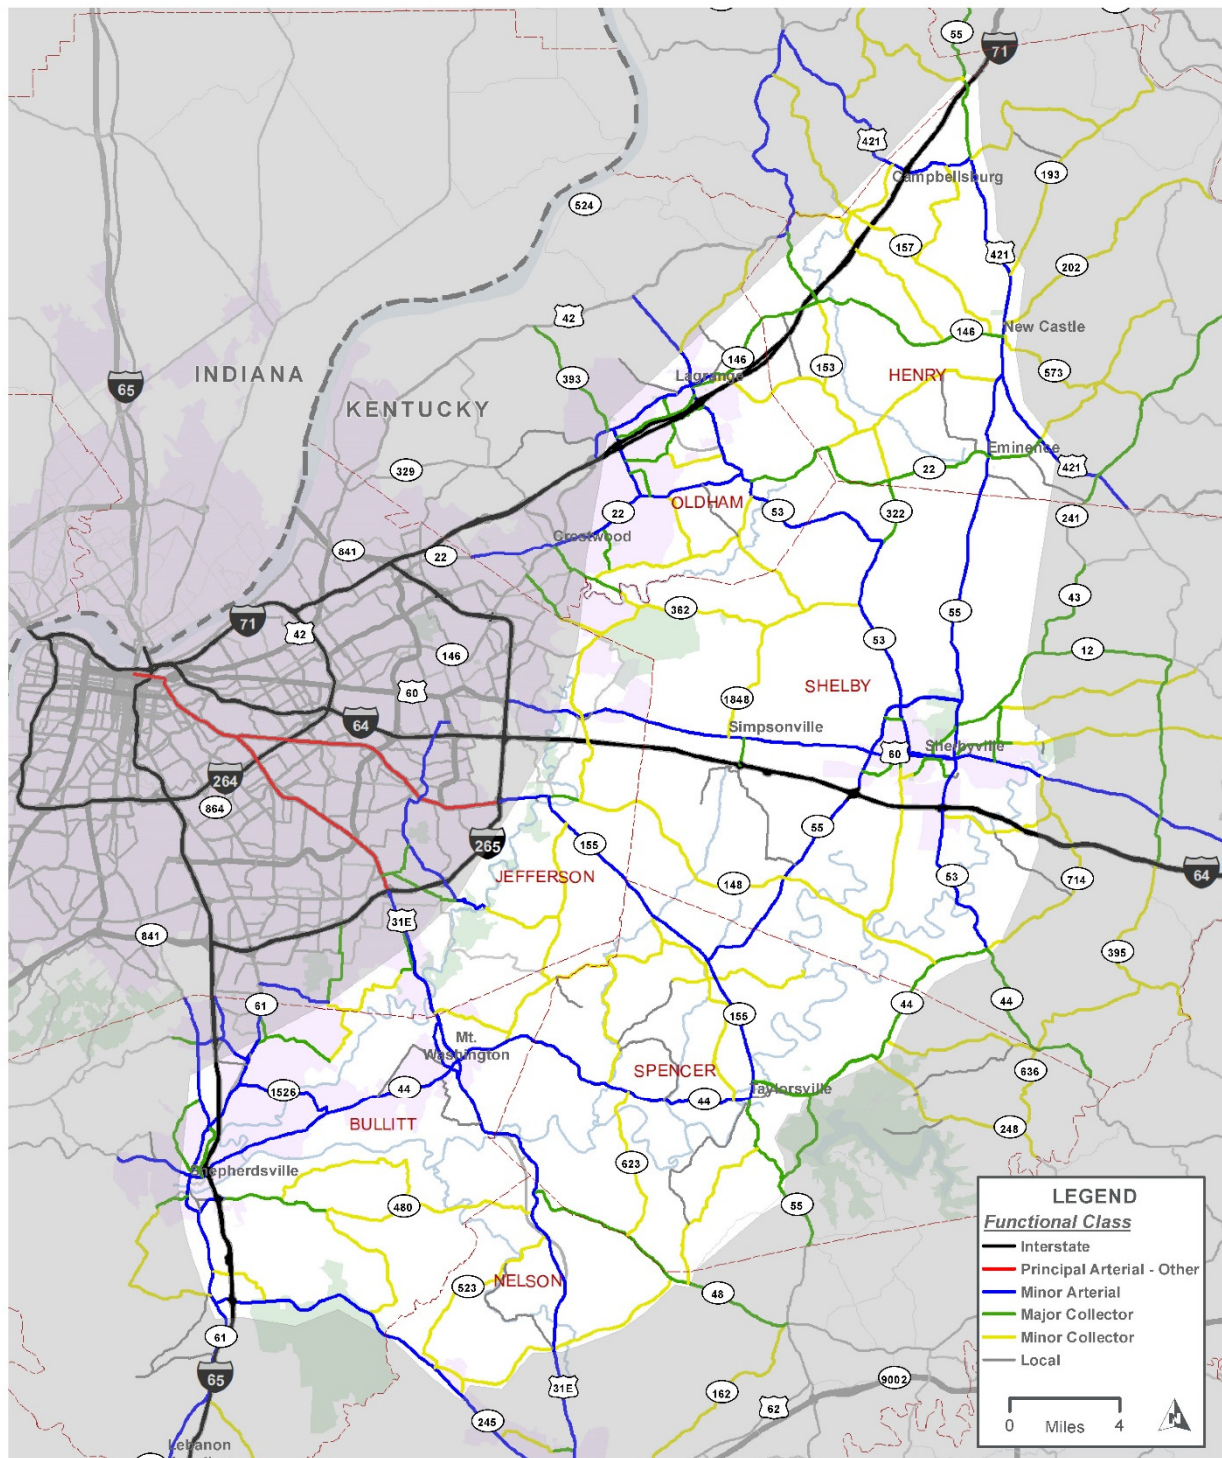 55
71
421
Campbellsburg
193
524
157
421
202
42
146
New Castle
65
INDIANA
393
146
Lagrange
153
HENRY
573
KENTUCKY
329
22
Eminence
421
22
OLDHAM
53
322
241
841
22
Crestwood
43
362
55
71
42
146
53
12
60
SHELBY
1848
64
Simpsonville
60
Shelbyville
264
864
55
155
265
JEFFERSON
148
53
714
64
31E
841
395
61
44
44
155
Mt.
Washington
1526
44
SPENCER
44
Taylorsville
636
BULLITT
248
Shepherdsville
623
480
55
NELSON
523
48
61
65
31E
162
62
9002
245
Lebanon
LEGEND
Functional Class
Interstate
Principal Arterial - Other
Minor Arterial
Major Collector
Minor Collector
Local
0 Miles 4
N